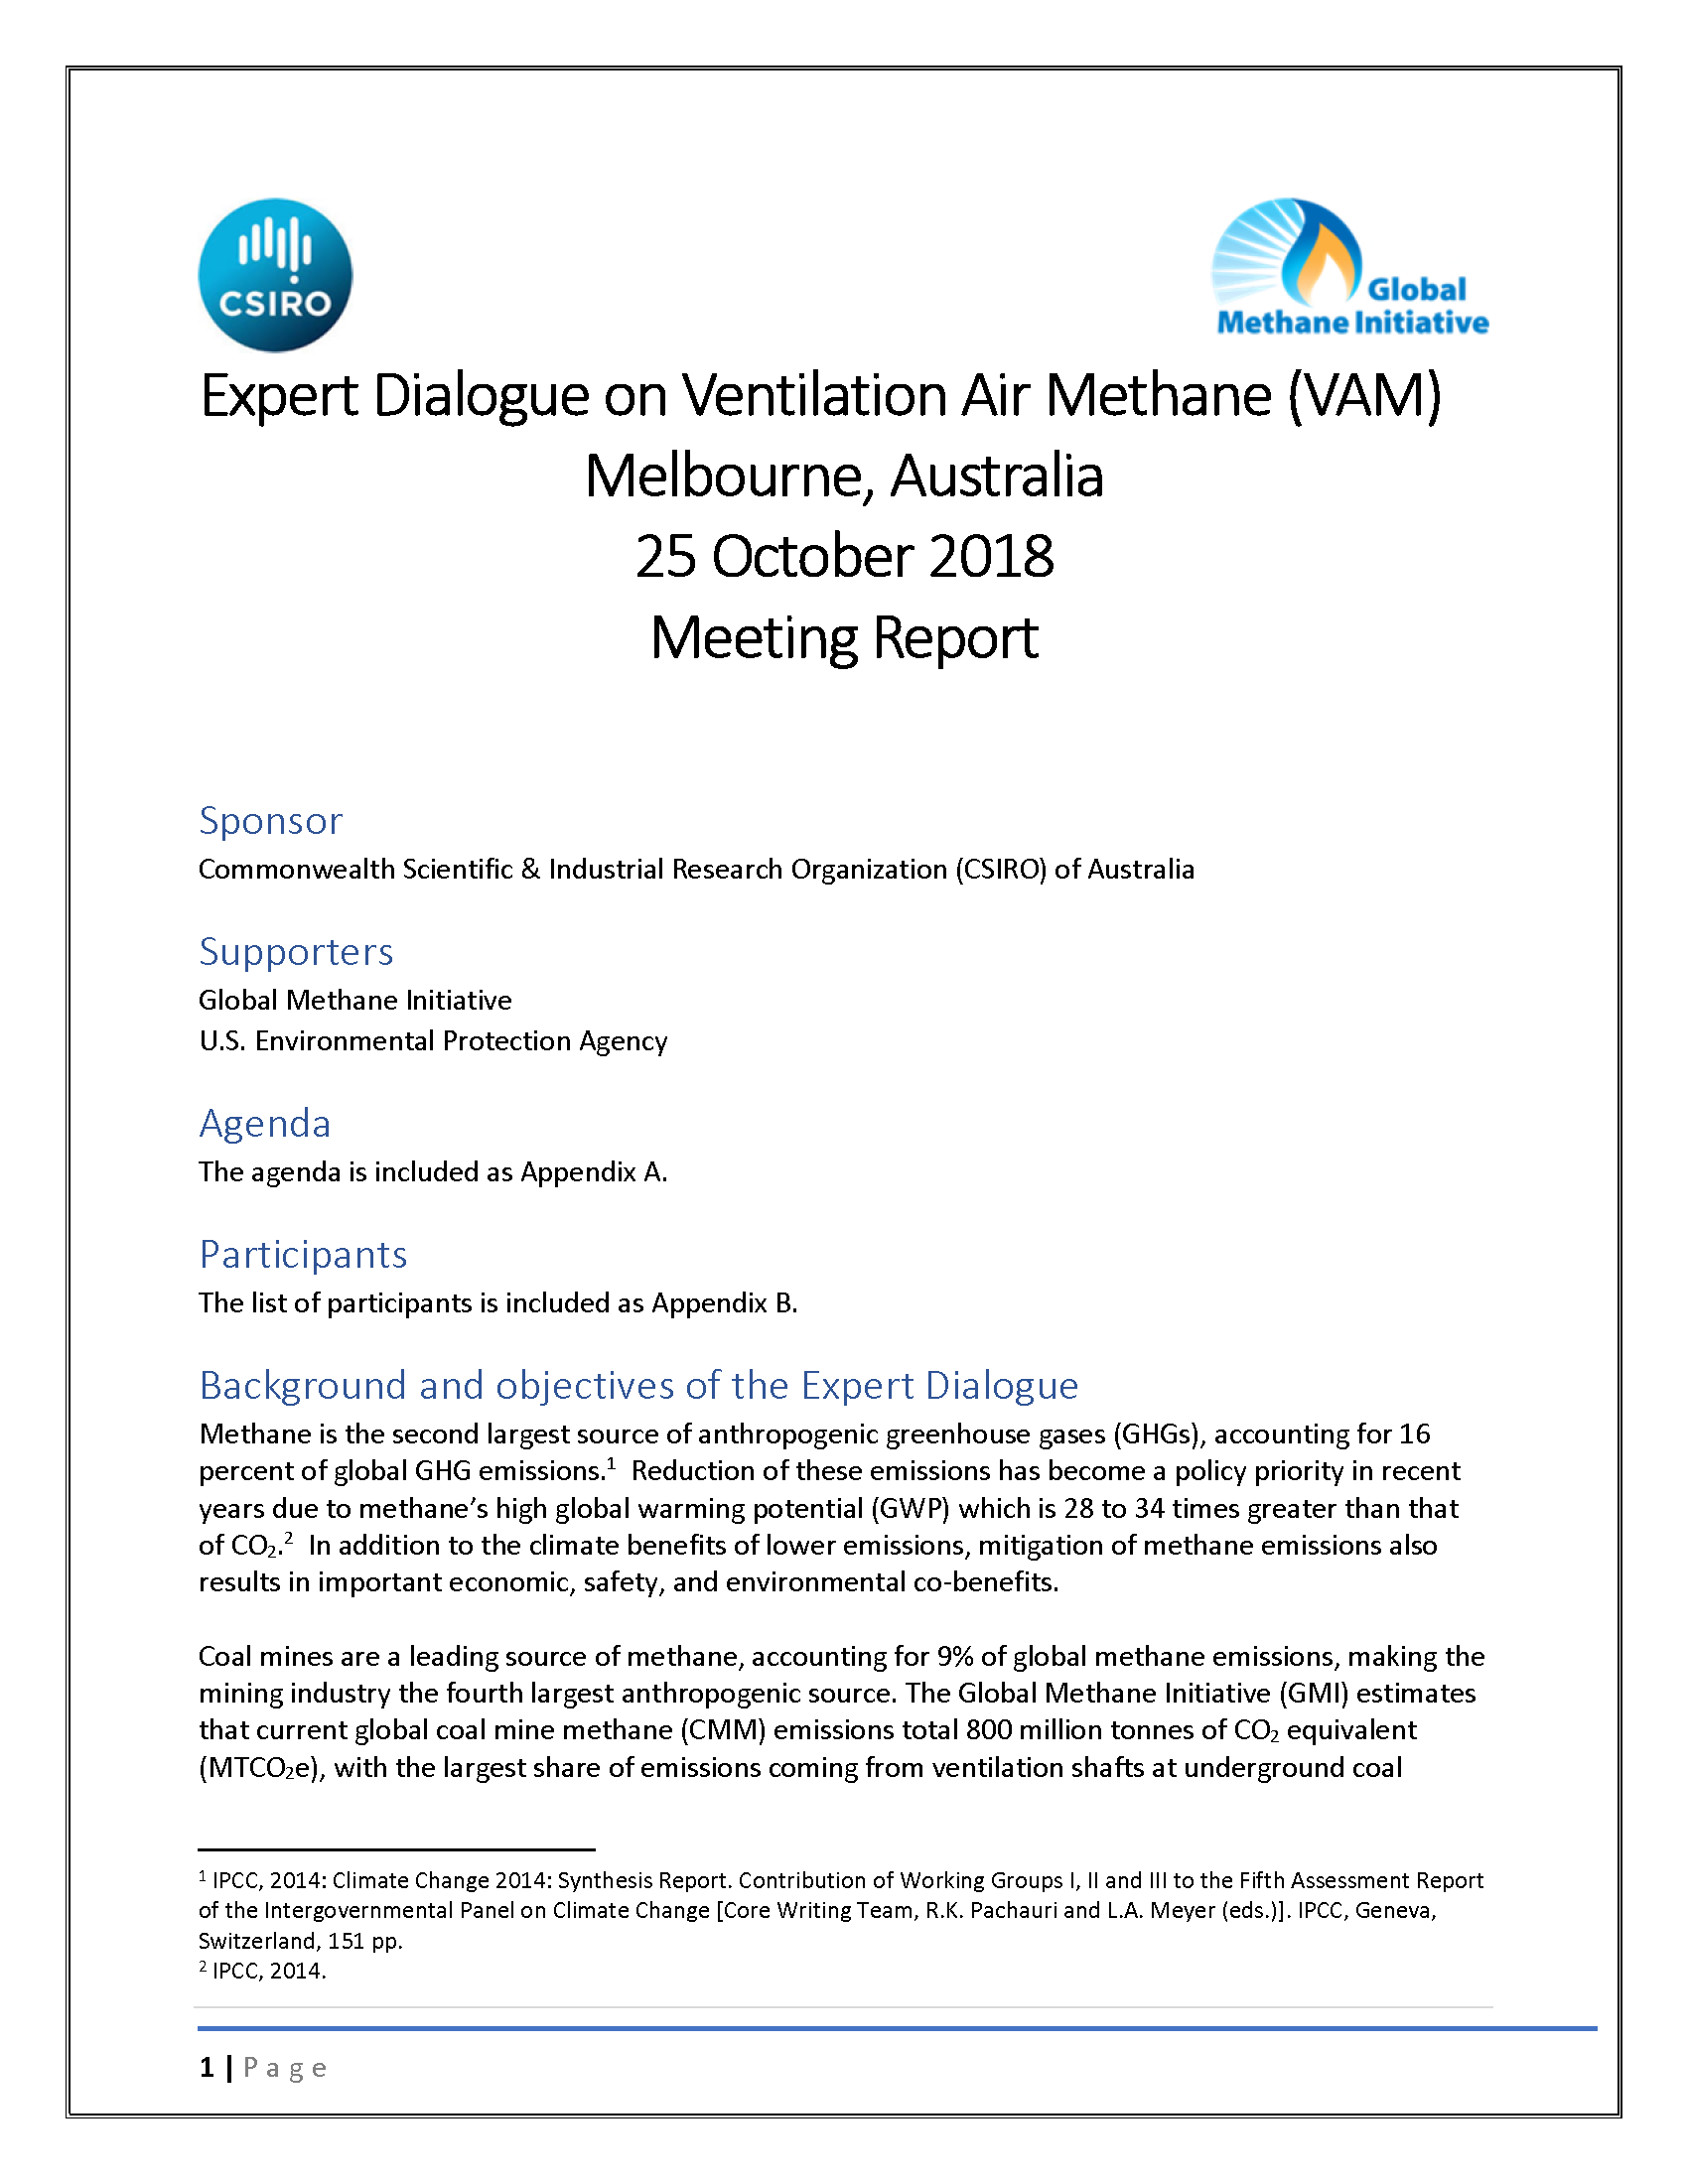 CSIRO
Global
Methane Initiative
Expert Dialogue on Ventilation Air Methane (VAM)
Melbourne, Australia
25 October 2018
Meeting Report
Sponsor
Commonwealth Scientific & Industrial Research Organization (CSIRO) of Australia
Supporters
Global Methane Initiative
U.S. Environmental Protection Agency
Agenda
The agenda is included as Appendix A.
Participants
The list of participants is included as Appendix B.
Background and objectives of the Expert Dialogue
Methane is the second largest source of anthropogenic greenhouse gases (GHGs), accounting for 16
percent of global GHG emissions.¹  Reduction of these emissions has become a policy priority in recent
years due to methane’s high global warming potential (GWP) which is 28 to 34 times greater than that
of CO₂.²  In addition to the climate benefits of lower emissions, mitigation of methane emissions also
results in important economic, safety, and environmental co-benefits.
Coal mines are a leading source of methane, accounting for 9% of global methane emissions, making the
mining industry the fourth largest anthropogenic source. The Global Methane Initiative (GMI) estimates
that current global coal mine methane (CMM) emissions total 800 million tonnes of CO₂ equivalent
(MTCO₂e), with the largest share of emissions coming from ventilation shafts at underground coal
¹ IPCC, 2014: Climate Change 2014: Synthesis Report. Contribution of Working Groups I, II and III to the Fifth Assessment Report
of the Intergovernmental Panel on Climate Change [Core Writing Team, R.K. Pachauri and L.A. Meyer (eds.)]. IPCC, Geneva,
Switzerland, 151 pp.
² IPCC, 2014.
1 | Page